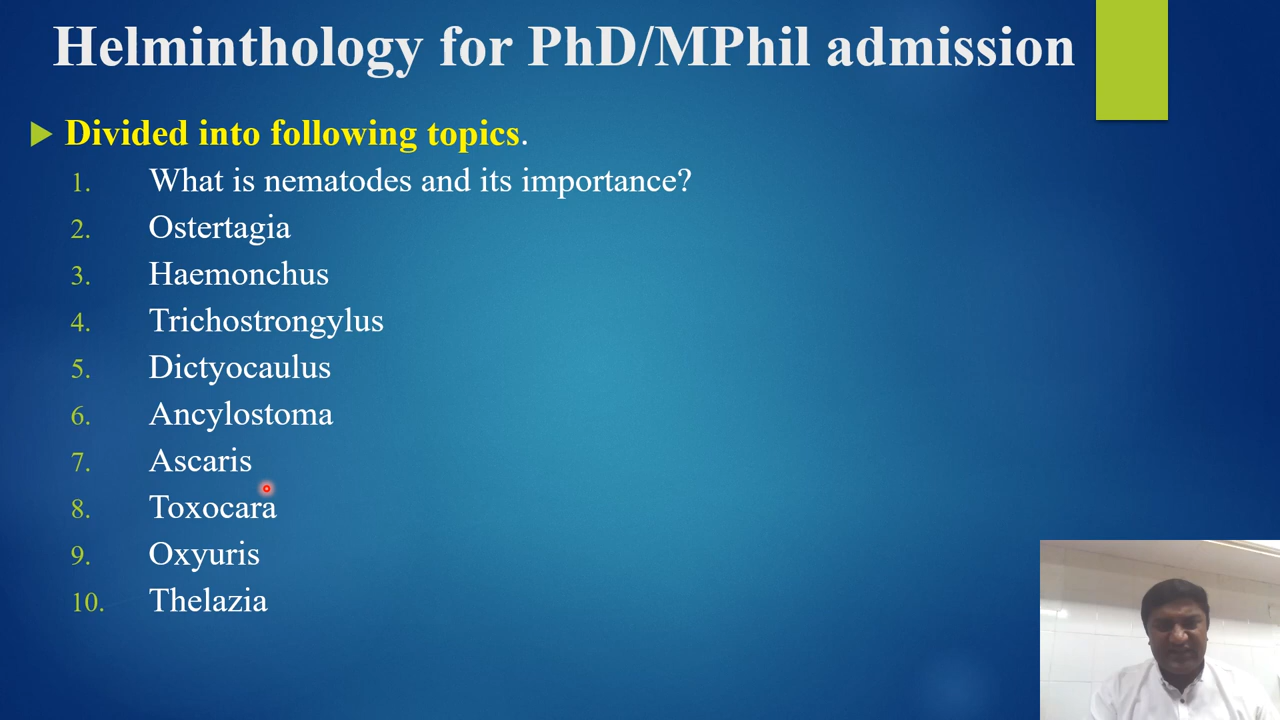 Helminthology for PhD/MPhil admission
Divided into following topics.
1. What is nematodes and its importance?
2. Ostertagia
3. Haemonchus
4. Trichostrongylus
5. Dictyocaulus
6. Ancylostoma
7. Ascaris
8. Toxocara
9. Oxyuris
10. Thelazia